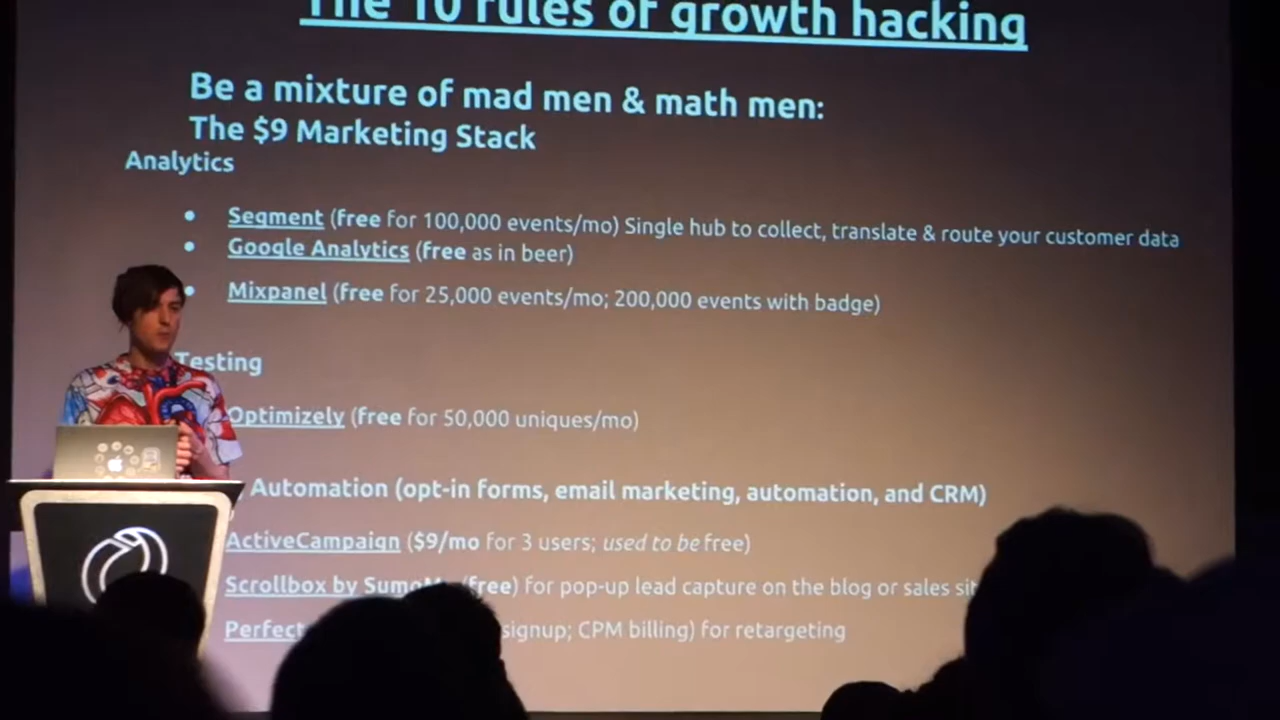 The 10 rules of growth hacking
Be a mixture of mad men & math men:
The $9 Marketing Stack
Analytics
• Segment (free for 100,000 events/mo) Single hub to collect, translate & route your customer data
• Google Analytics (free as in beer)
• Mixpanel (free for 25,000 events/mo; 200,000 events with badge)
Testing
Optimizely (free for 50,000 uniques/mo)
Automation (opt-in forms, email marketing, automation, and CRM)
ActiveCampaign ($9/mo for 3 users; used to be free)
Scrollbox by (free) for pop-up lead capture on the blog or sales
signup; CPM billing) for retargeting